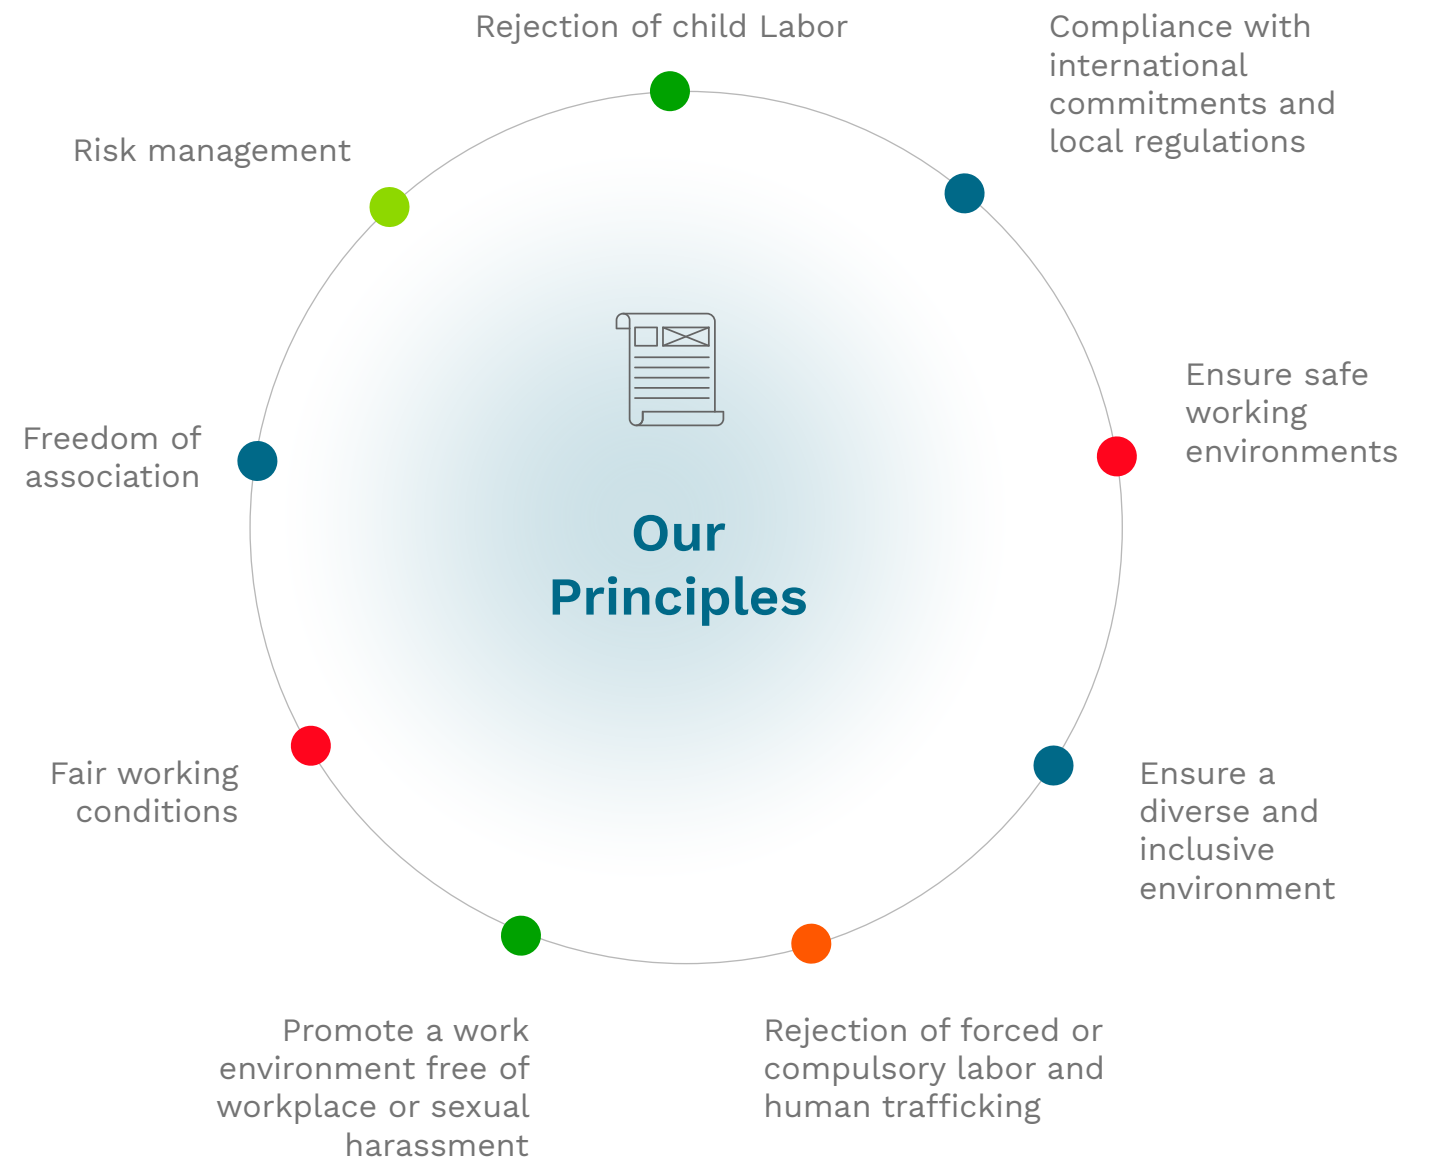 Rejection of child Labor
Compliance with
international
commitments and
local regulations
Risk management
Ensure safe
working
environments
Freedom of
association
Our
Principles
Fair working
conditions
Ensure a
diverse and
inclusive
environment
Promote a work
environment free of
workplace or sexual
harassment
Rejection of forced or
compulsory labor and
human trafficking